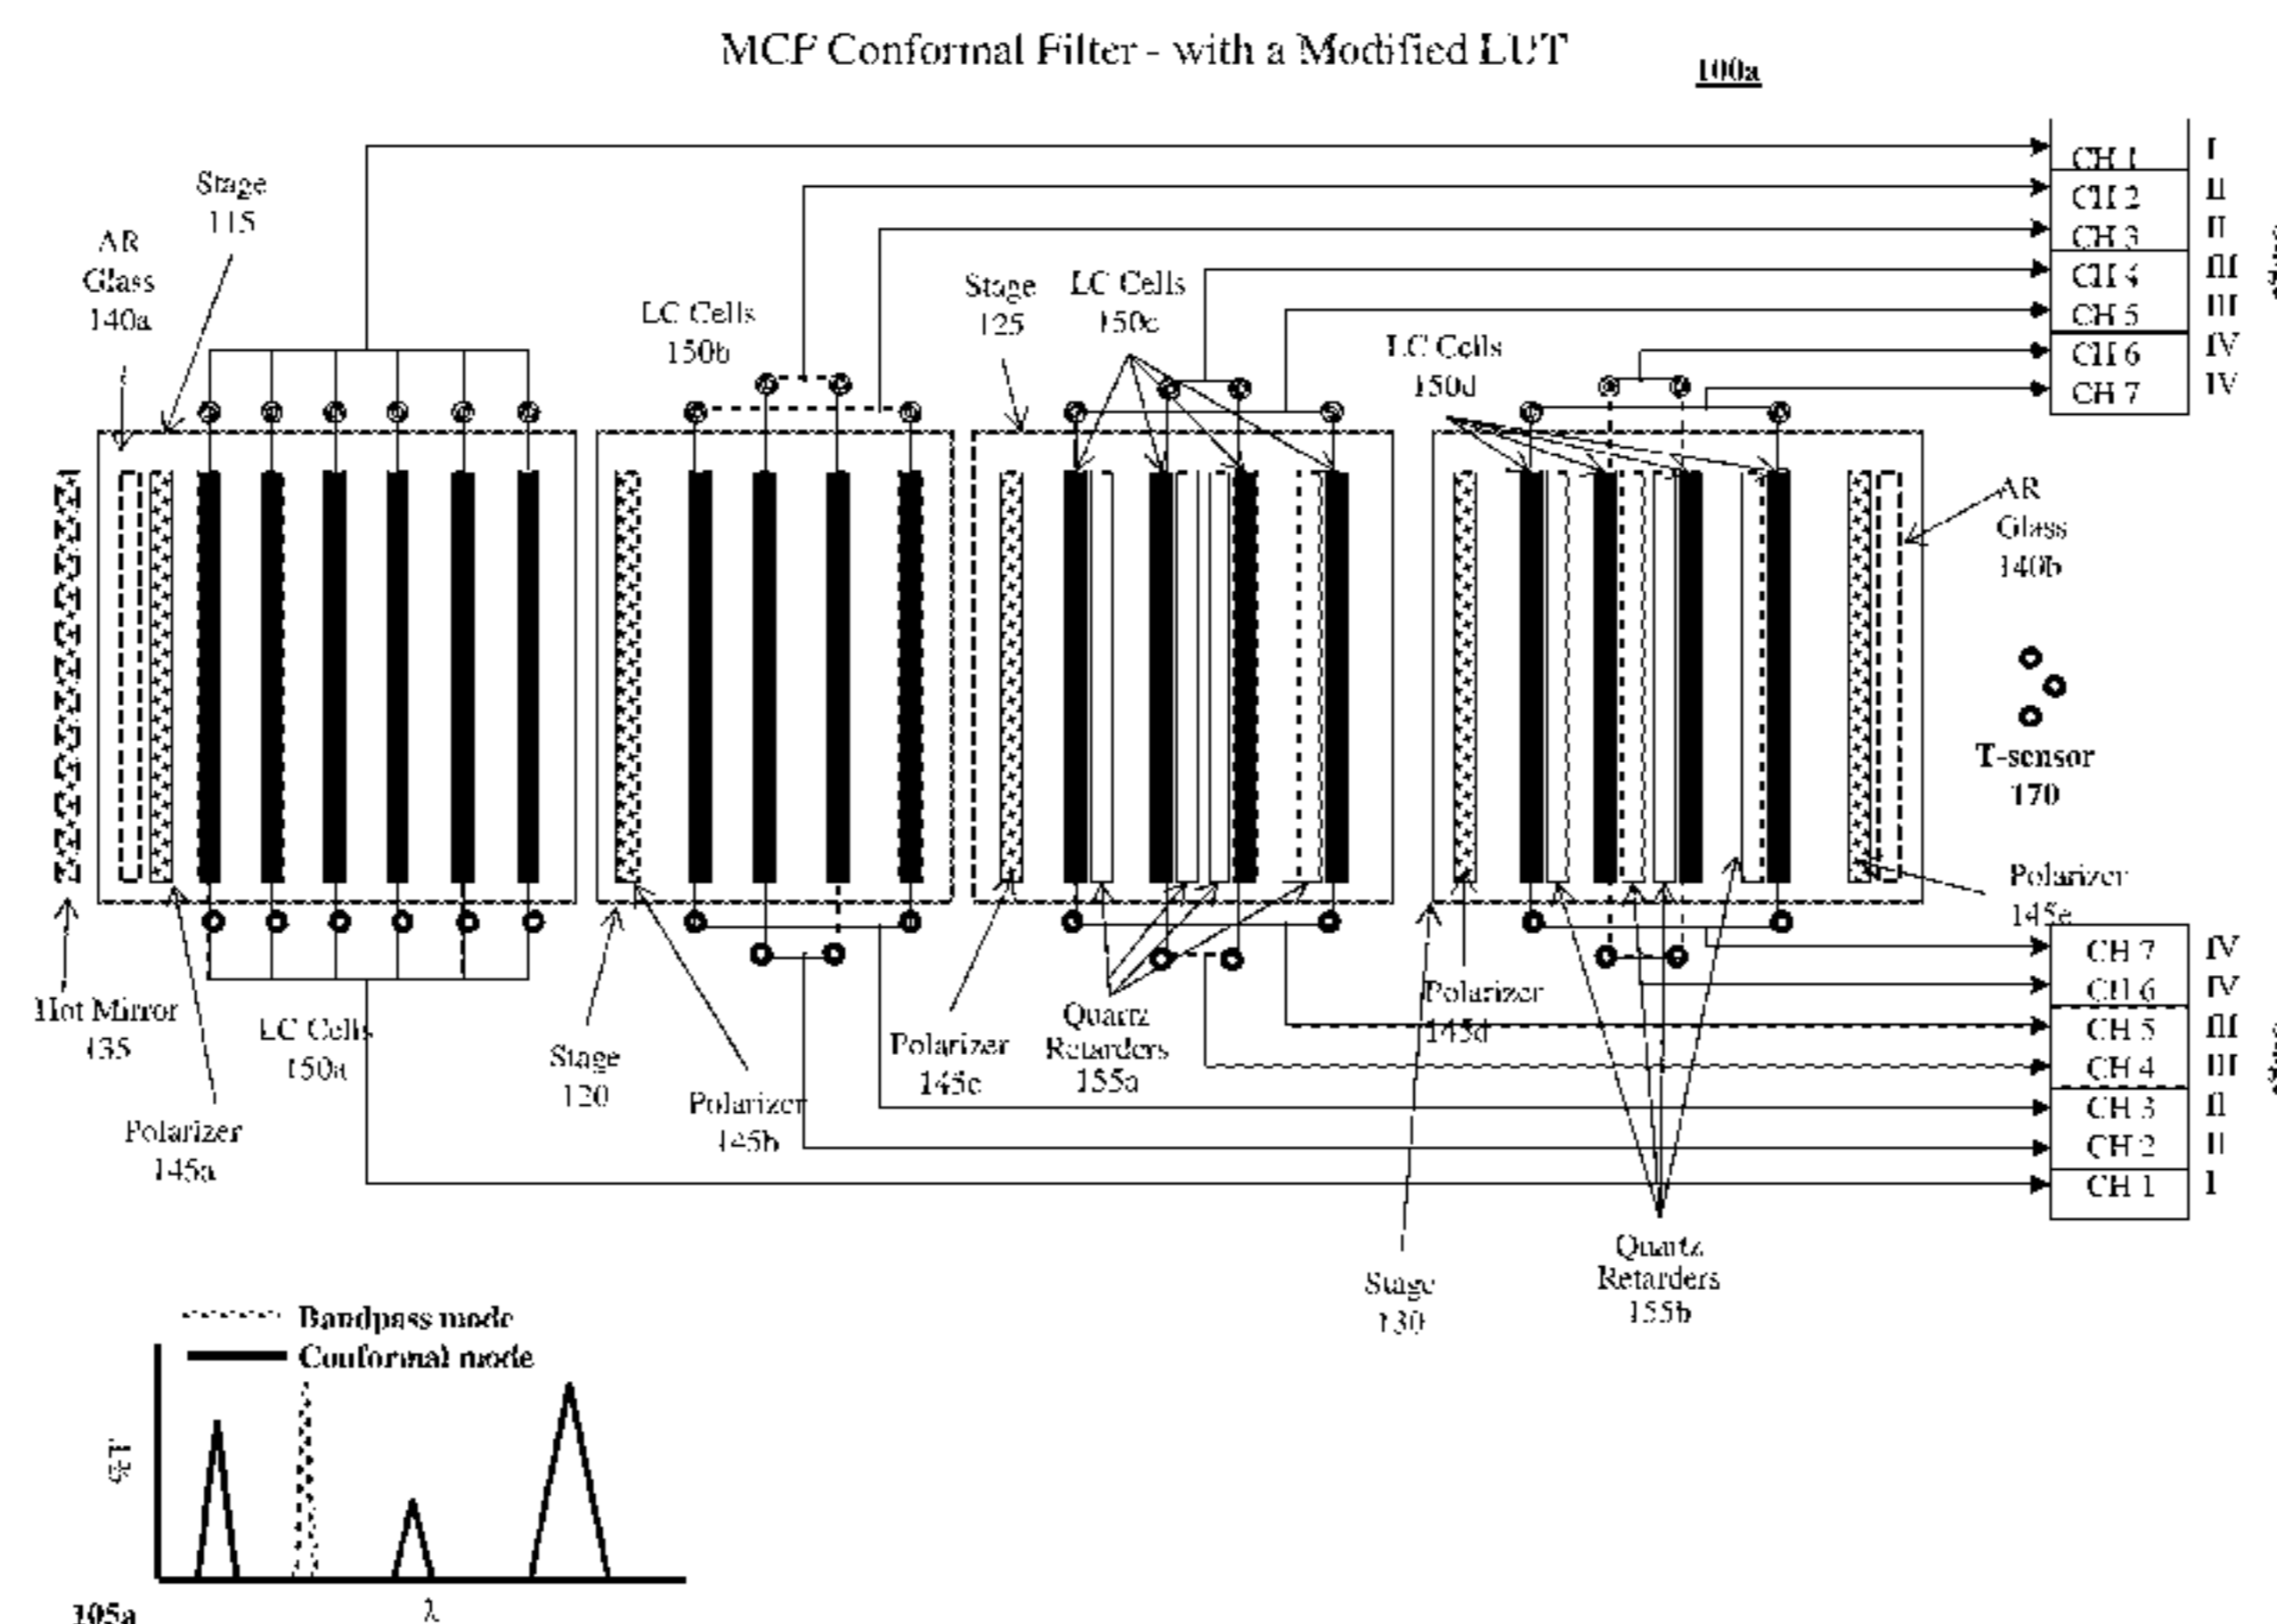 MCF Conformal Filter - with a Modified LUT
100a
Stage
115
AR
Glass
140a
LC Cells
150b
Stage
125
LC Cells
150c
LC Cells
150d
CH 1 I
CH 2 II
CH 3 II
CH 4 III
CH 5 III
CH 6 IV
CH 7 IV
AR
Glass
140b
T-sensor
170
Polarizer
145e
Hot Mirror
135
LC Cells
150a
Polarizer
145a
Stage
120
Polarizer
145b
Polarizer
145c
Quartz
Retarders
155a
Polarizer
145d
CH 7 IV
CH 6 IV
CH 5 III
CH 4 III
CH 3 II
CH 2 II
CH 1 I
Stage
130
Quartz
Retarders
155b
Bandpass mode
Conformal mode
105a
λ